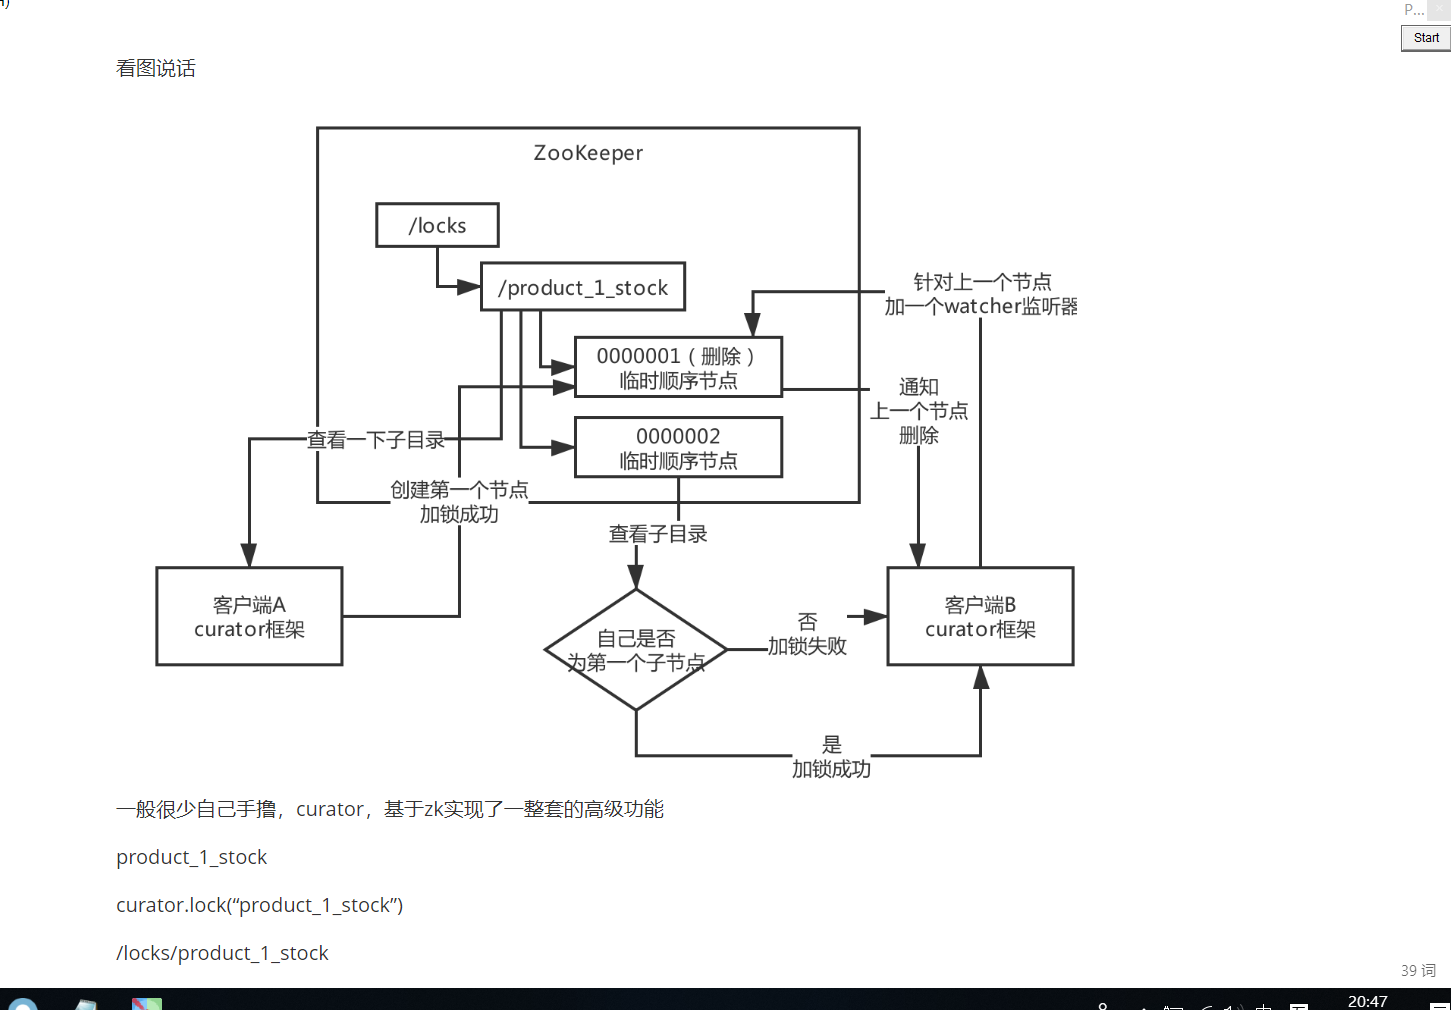 P...
Start
看图说话
ZooKeeper
/locks
/product_1_stock
针对上一个节点
加一个watcher监听器
0000001（删除）
临时顺序节点
通知
上一个节点
删除
0000002
临时顺序节点
查看一下子目录
创建第一个节点
加锁成功
查看子目录
客户端A
curator框架
自己是否
为第一个子节点
否
加锁失败
客户端B
curator框架
是
加锁成功
一般很少自己手撸，curator，基于zk实现了一整套的高级功能
product_1_stock
curator.lock(“product_1_stock”)
/locks/product_1_stock
39 词
20:47